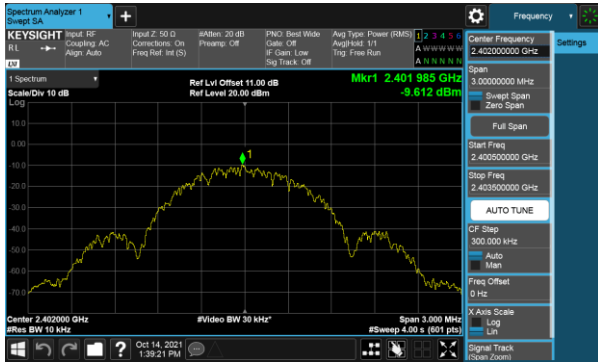 Spectrum Analyzer 1
Swept SA
Frequency
KEYSIGHT
Input: RF
Input Z: 50 Ω
#Atten: 20 dB
PNO: Best Wide
Avg Type: Power (RMS)
1 2 3 4 5 6
RL
Coupling: AC
Corrections: On
Preamp: Off
Gate: Off
Avg|Hold: 1/1
A W W W W W
Align: Auto
Freq Ref: Int (S)
IF Gain: Low
Trig: Free Run
Sig Track: Off
A N N N N N
1 Spectrum
Ref Lvl Offset 11.00 dB
Mkr1 2.401 985 GHz
Scale/Div 10 dB
Ref Level 20.00 dBm
-9.612 dBm
Log
10.0
0.00
-10.0
-20.0
-30.0
-40.0
-50.0
-60.0
-70.0
1
Center 2.402000 GHz
#Video BW 30 kHz*
Span 3.000 MHz
#Res BW 10 kHz
#Sweep 4.00 s (601 pts)
Center Frequency
2.402000000 GHz
Settings
Span
3.00000000 MHz
Swept Span
Zero Span
Full Span
Start Freq
2.400500000 GHz
Stop Freq
2.403500000 GHz
AUTO TUNE
CF Step
300.000 kHz
Auto
Man
Freq Offset
0 Hz
X Axis Scale
Log
Lin
Signal Track
(Span Zoom)
?
Oct 14, 2021
1:39:21 PM